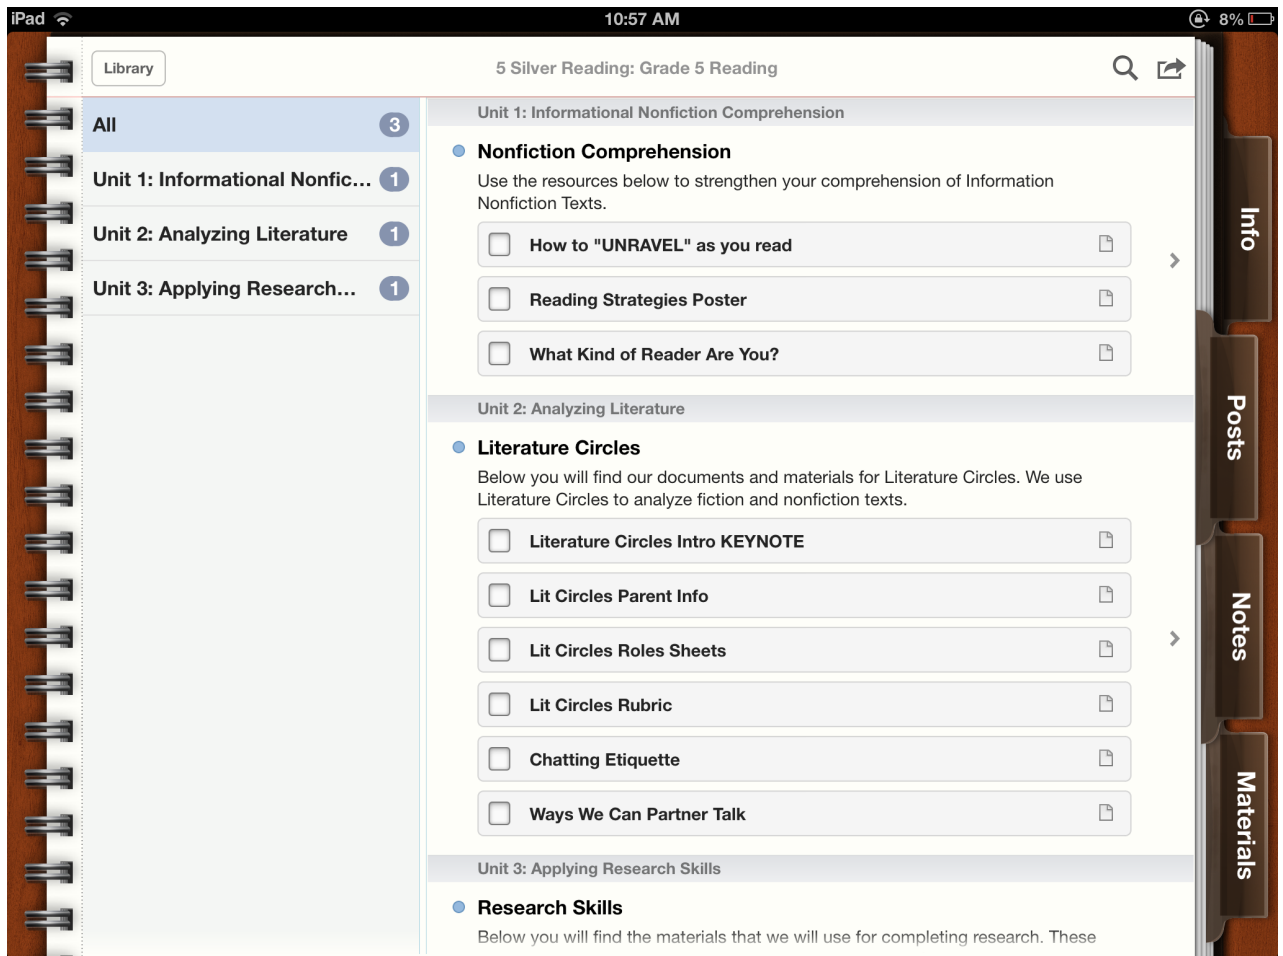 iPad 10:57 AM 8%
Library 5 Silver Reading: Grade 5 Reading
All 3
Unit 1: Informational Nonfic... 1
Unit 2: Analyzing Literature 1
Unit 3: Applying Research... 1
Unit 1: Informational Nonfiction Comprehension
Nonfiction Comprehension
Use the resources below to strengthen your comprehension of Information
Nonfiction Texts.
How to "UNRAVEL" as you read
Reading Strategies Poster
What Kind of Reader Are You?
Unit 2: Analyzing Literature
Literature Circles
Below you will find our documents and materials for Literature Circles. We use
Literature Circles to analyze fiction and nonfiction texts.
Literature Circles Intro KEYNOTE
Lit Circles Parent Info
Lit Circles Roles Sheets
Lit Circles Rubric
Chatting Etiquette
Ways We Can Partner Talk
Unit 3: Applying Research Skills
Research Skills
Below you will find the materials that we will use for completing research. These
Info
Posts
Notes
Materials